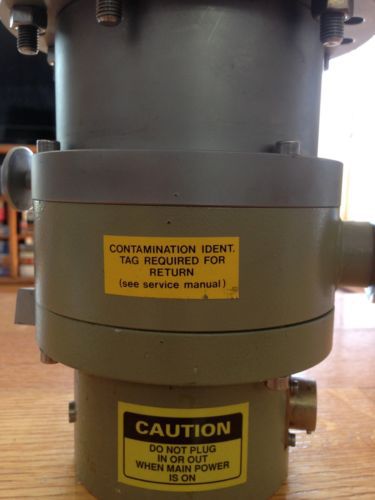 CONTAMINATION IDENT.
TAG REQUIRED FOR
RETURN
(see service manual)
CAUTION
DO NOT PLUG
IN OR OUT
WHEN MAIN POWER
IS ON